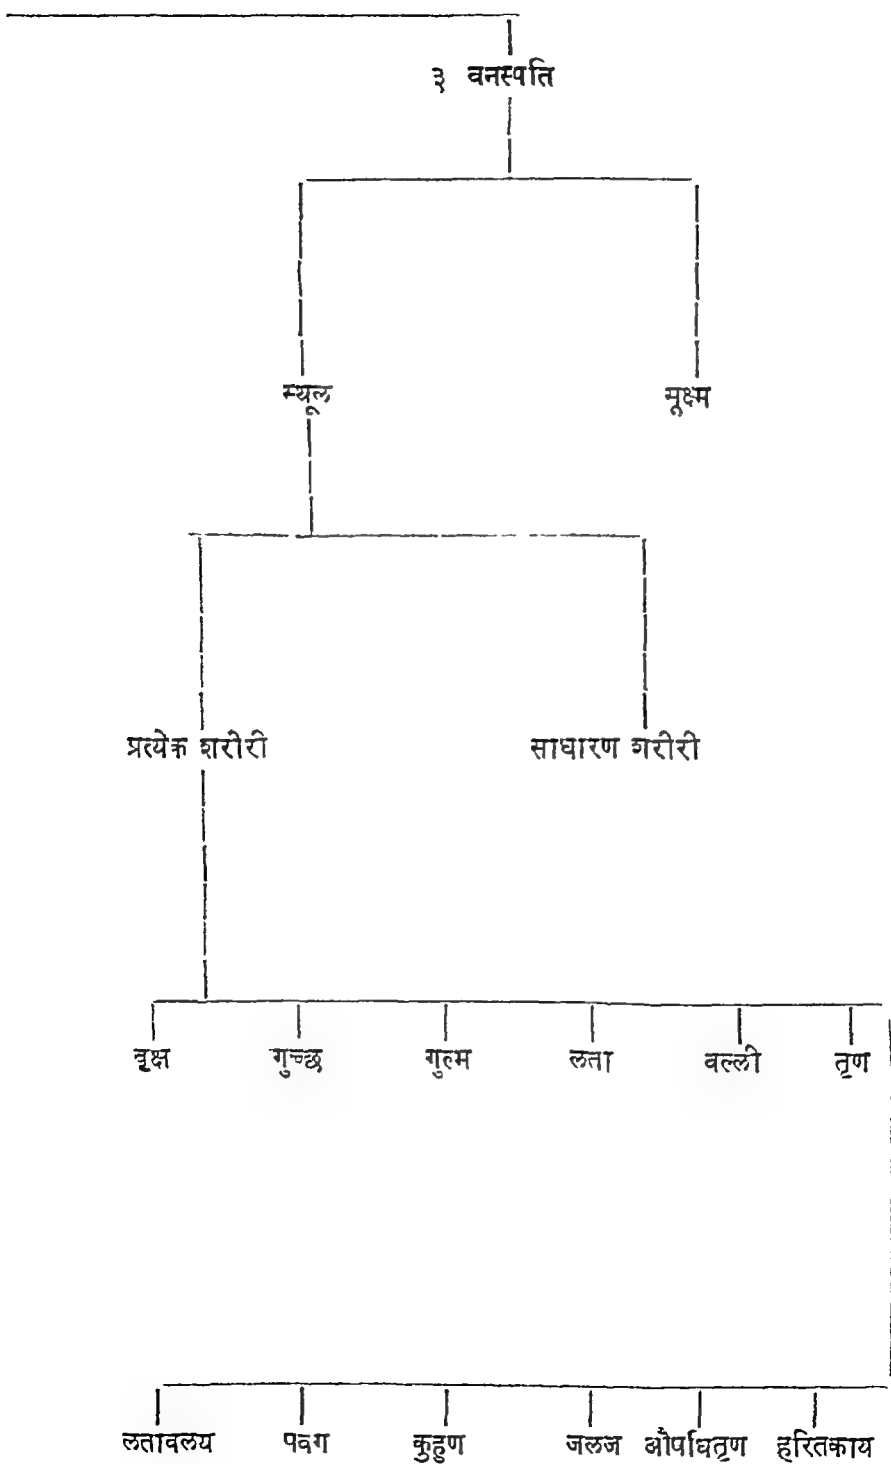 ३ वनस्पति
स्थूल सूक्ष्म
प्रत्येक शरीरी साधारण शरीरी
वृक्ष गुच्छ गुल्म लता वल्ली तृण
लतावलय पवग कुहुण जलज औषधितृण हरितकाय